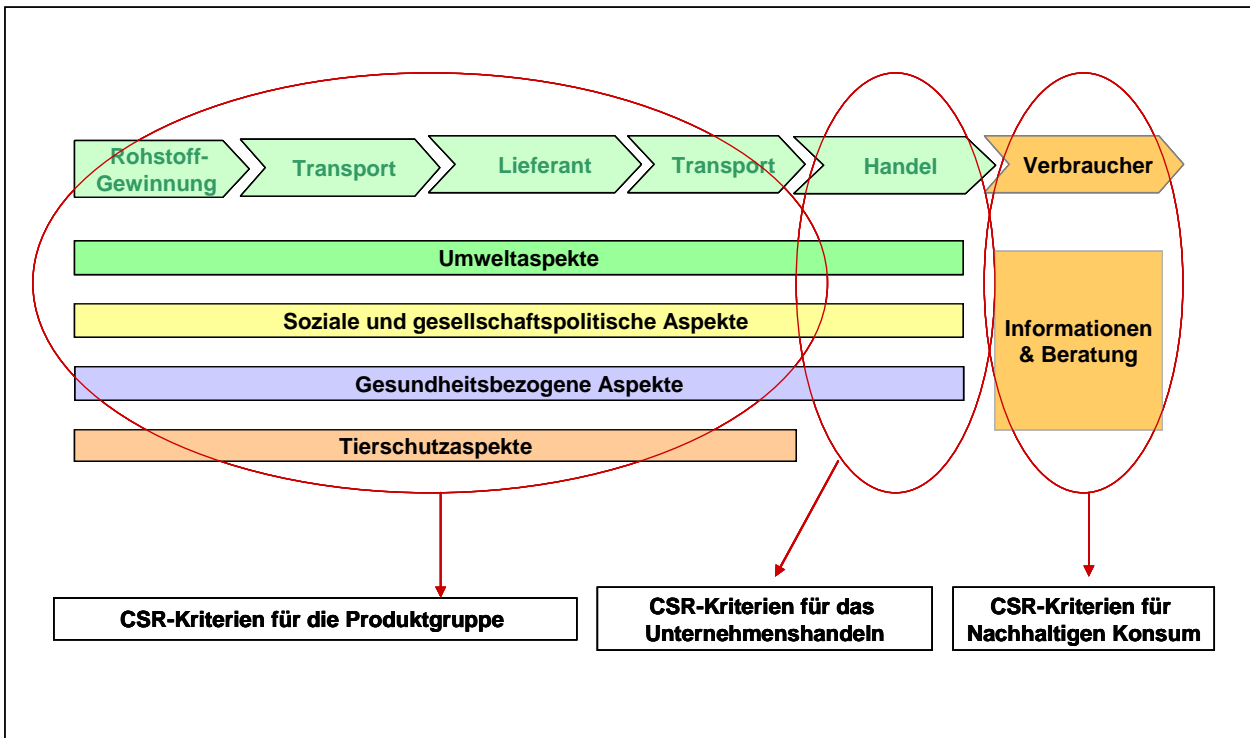 Rohstoff-
Gewinnung
Transport
Lieferant
Transport
Handel
Verbraucher
Umweltaspekte
Soziale und gesellschaftspolitische Aspekte
Gesundheitsbezogene Aspekte
Tierschutzaspekte
Informationen
& Beratung
CSR-Kriterien für die Produktgruppe
CSR-Kriterien für das
Unternehmenshandeln
CSR-Kriterien für
Nachhaltigen Konsum